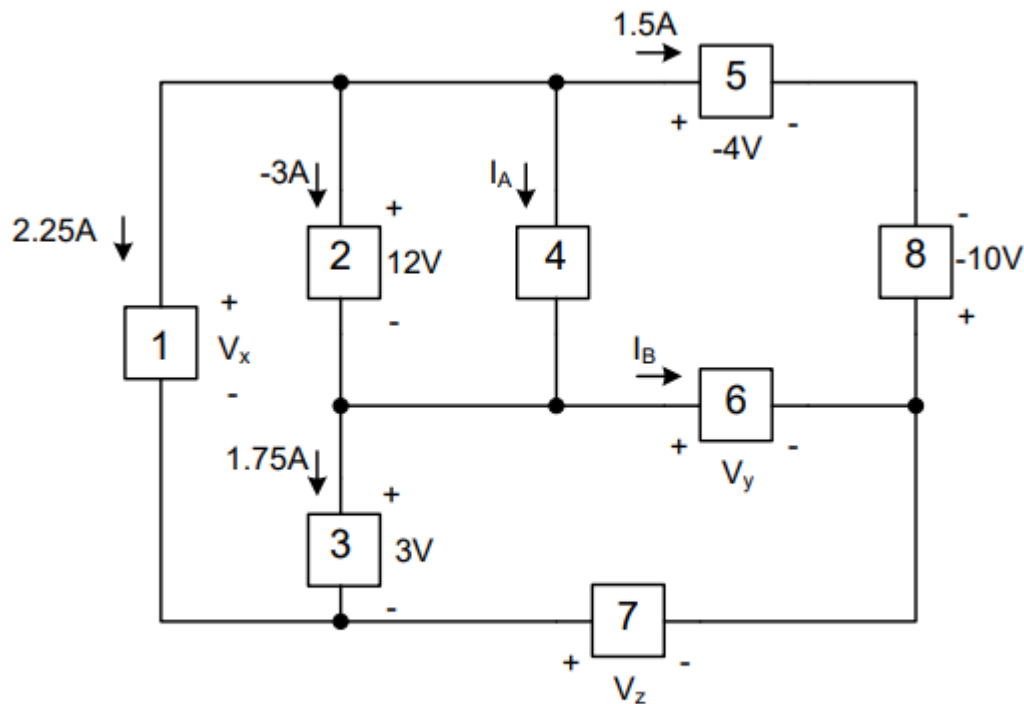 1.5A
5
+ -
-4V
-3A
+
2
12V
-
I_A
4
-
8
-10V
+
2.25A
+
1
V_x
-
I_B
6
+ -
V_y
1.75A
+
3
3V
-
7
+ -
V_z